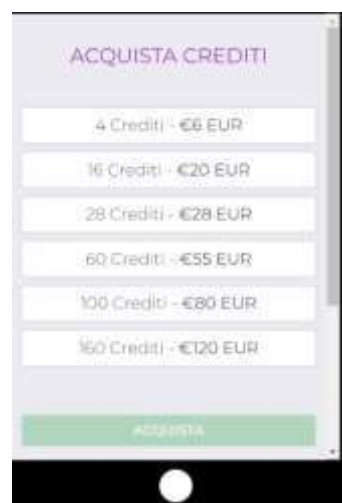 ACQUISTA CREDITI
4 Crediti - €6 EUR
16 Crediti - €20 EUR
28 Crediti - €28 EUR
60 Crediti - €55 EUR
100 Crediti - €80 EUR
160 Crediti - €120 EUR
ACQUISTA